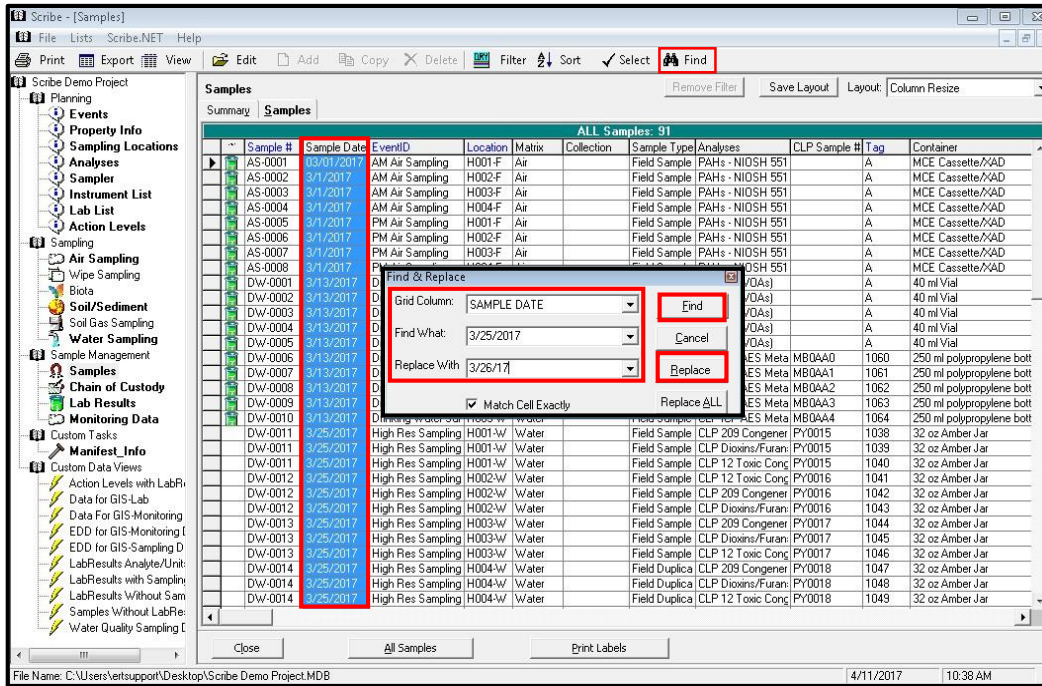 Scribe - [Samples]
File Lists Scribe.NET Help
Print Export View Edit Add Copy Delete Filter Sort Select Find
Scribe Demo Project
Planning
Events
Property Info
Sampling Locations
Analyses
Sampler
Instrument List
Lab List
Action Levels
Sampling
Air Sampling
Wipe Sampling
Biota
Soil/Sediment
Soil Gas Sampling
Water Sampling
Sample Management
Samples
Chain of Custody
Lab Results
Monitoring Data
Custom Tasks
Manifest_Info
Custom Data Views
Action Levels with LabR
Data for GIS-Lab
Data For GIS-Monitoring
EDD for GIS-Monitoring
EDD for GIS-Sampling D
LabResults Analyte/Unit
LabResults with Samplin
LabResults Without Sam
Samples Without LabRe
Water Quality Sampling
Samples Remove Filter Save Layout Layout: Column Resize
Summary Samples
ALL Samples: 91
Sample # Sample Date EventID Location Matrix Collection Sample Type Analyses CLP Sample # Tag Container
AS-0001 03/01/2017 AM Air Sampling H001-F Air Field Sample PAHs - NIOSH 551 A MCE Cassette/XAD
AS-0002 3/1/2017 AM Air Sampling H002-F Air Field Sample PAHs - NIOSH 551 A MCE Cassette/XAD
AS-0003 3/1/2017 AM Air Sampling H003-F Air Field Sample PAHs - NIOSH 551 A MCE Cassette/XAD
AS-0004 3/1/2017 AM Air Sampling H004-F Air Field Sample PAHs - NIOSH 551 A MCE Cassette/XAD
AS-0005 3/1/2017 PM Air Sampling H001-F Air Field Sample PAHs - NIOSH 551 A MCE Cassette/XAD
AS-0006 3/1/2017 PM Air Sampling H002-F Air Field Sample PAHs - NIOSH 551 A MCE Cassette/XAD
AS-0007 3/1/2017 PM Air Sampling H003-F Air Field Sample PAHs - NIOSH 551 A MCE Cassette/XAD
AS-0008 3/1/2017 NIOSH 551 A MCE Cassette/XAD
DW-0001 3/13/2017 D VOAs) A 40 ml Vial
DW-0002 3/13/2017 D VOAs) A 40 ml Vial
DW-0003 3/13/2017 D VOAs) A 40 ml Vial
DW-0004 3/13/2017 D VOAs) A 40 ml Vial
DW-0005 3/13/2017 D VOAs) A 40 ml Vial
DW-0006 3/13/2017 D AES Meta MB0AA0 1060 250 ml polypropylene bott
DW-0007 3/13/2017 D AES Meta MB0AA1 1061 250 ml polypropylene bott
DW-0008 3/13/2017 D AES Meta MB0AA2 1062 250 ml polypropylene bott
DW-0009 3/13/2017 D AES Meta MB0AA3 1063 250 ml polypropylene bott
DW-0010 3/13/2017 AES Meta MB0AA4 1064 250 ml polypropylene bott
DW-0011 3/25/2017 High Res Sampling H001-W Water Field Sample CLP 209 Congener PY0015 1038 32 oz Amber Jar
DW-0011 3/25/2017 High Res Sampling H001-W Water Field Sample CLP Dioxins/Furan PY0015 1039 32 oz Amber Jar
DW-0011 3/25/2017 High Res Sampling H001-W Water Field Sample CLP 12 Toxic Cong PY0015 1040 32 oz Amber Jar
DW-0012 3/25/2017 High Res Sampling H002-W Water Field Sample CLP 12 Toxic Cong PY0016 1041 32 oz Amber Jar
DW-0012 3/25/2017 High Res Sampling H002-W Water Field Sample CLP 209 Congener PY0016 1042 32 oz Amber Jar
DW-0012 3/25/2017 High Res Sampling H002-W Water Field Sample CLP Dioxins/Furan PY0016 1043 32 oz Amber Jar
DW-0013 3/25/2017 High Res Sampling H003-W Water Field Sample CLP 209 Congener PY0017 1044 32 oz Amber Jar
DW-0013 3/25/2017 High Res Sampling H003-W Water Field Sample CLP Dioxins/Furan PY0017 1045 32 oz Amber Jar
DW-0013 3/25/2017 High Res Sampling H003-W Water Field Sample CLP 12 Toxic Cong PY0017 1046 32 oz Amber Jar
DW-0014 3/25/2017 High Res Sampling H004-W Water Field Duplica CLP 209 Congener PY0018 1047 32 oz Amber Jar
DW-0014 3/25/2017 High Res Sampling H004-W Water Field Duplica CLP Dioxins/Furan PY0018 1048 32 oz Amber Jar
DW-0014 3/25/2017 High Res Sampling H004-W Water Field Duplica CLP 12 Toxic Cong PY0018 1049 32 oz Amber Jar
Find & Replace
Grid Column: SAMPLE DATE Find
Find What: 3/25/2017 Cancel
Replace With 3/26/17 Replace
Match Cell Exactly Replace ALL
Close All Samples Print Labels
File Name: C:\Users\ertsupport\Desktop\Scribe Demo Project.MDB 4/11/2017 10:38 AM